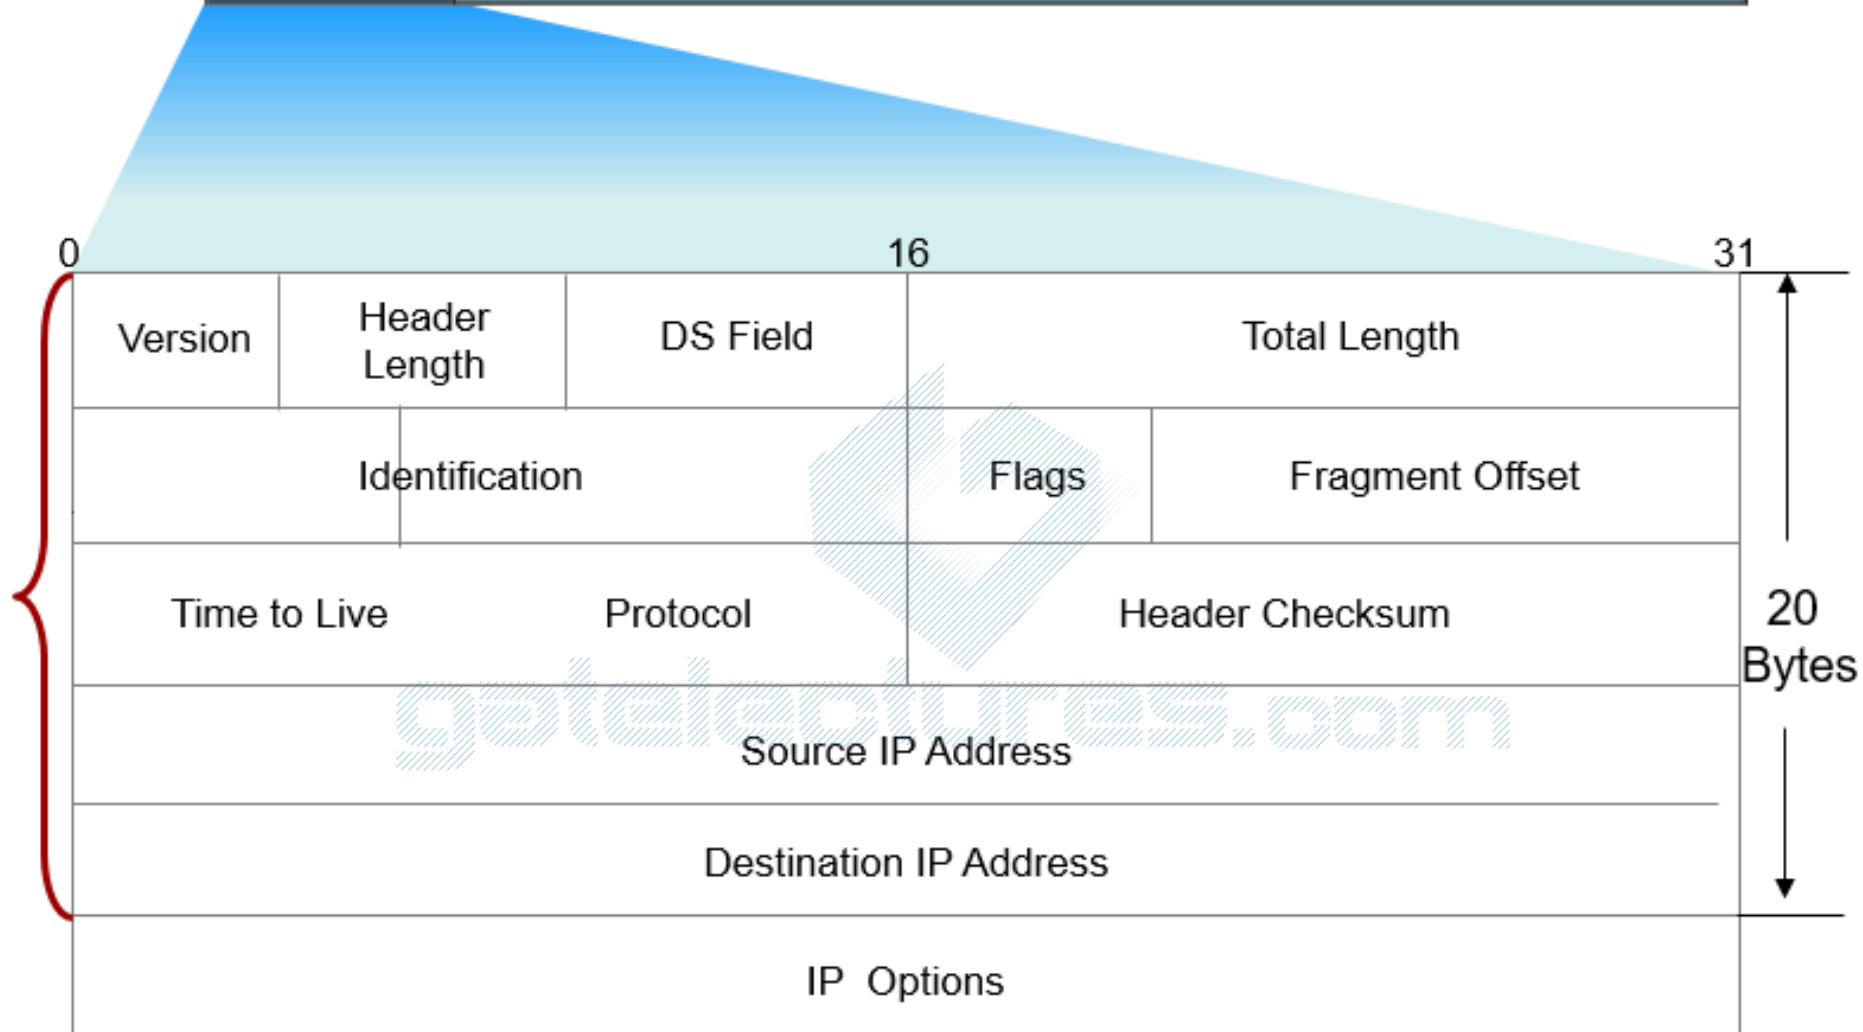 0
16
31
Version
Header
Length
DS Field
Total Length
Identification
Flags
Fragment Offset
Time to Live
Protocol
Header Checksum
20
Bytes
gatelectures.com
Source IP Address
Destination IP Address
IP Options